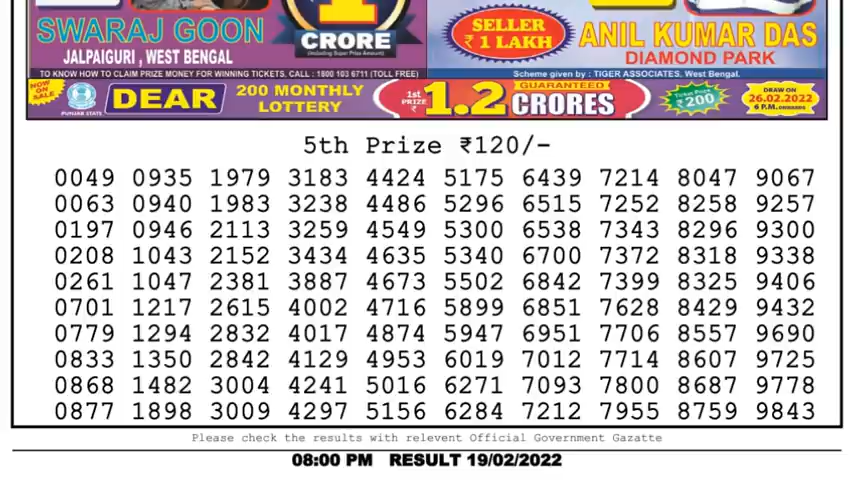 1
CRORE
(Including Super Prize Amount)
SWARAJ GOON
JALPAIGURI , WEST BENGAL
SELLER
₹ 1 LAKH
ANIL KUMAR DAS
DIAMOND PARK
TO KNOW HOW TO CLAIM PRIZE MONEY FOR WINNING TICKETS. CALL : 1800 103 6711 (TOLL FREE)
Scheme given by : TIGER ASSOCIATES, West Bengal.
NOW ON SALE
PUNJAB STATE
DEAR
200 MONTHLY
LOTTERY
1st PRIZE ₹
1.2
GUARANTEED
CRORES
Ticket Price
₹200
DRAW ON
26.02.2022
6 P.M. ONWARDS
5th Prize ₹120/-
0049 0935 1979 3183 4424 5175 6439 7214 8047 9067
0063 0940 1983 3238 4486 5296 6515 7252 8258 9257
0197 0946 2113 3259 4549 5300 6538 7343 8296 9300
0208 1043 2152 3434 4635 5340 6700 7372 8318 9338
0261 1047 2381 3887 4673 5502 6842 7399 8325 9406
0701 1217 2615 4002 4716 5899 6851 7628 8429 9432
0779 1294 2832 4017 4874 5947 6951 7706 8557 9690
0833 1350 2842 4129 4953 6019 7012 7714 8607 9725
0868 1482 3004 4241 5016 6271 7093 7800 8687 9778
0877 1898 3009 4297 5156 6284 7212 7955 8759 9843
Please check the results with relevent Official Government Gazatte
08:00 PM RESULT 19/02/2022